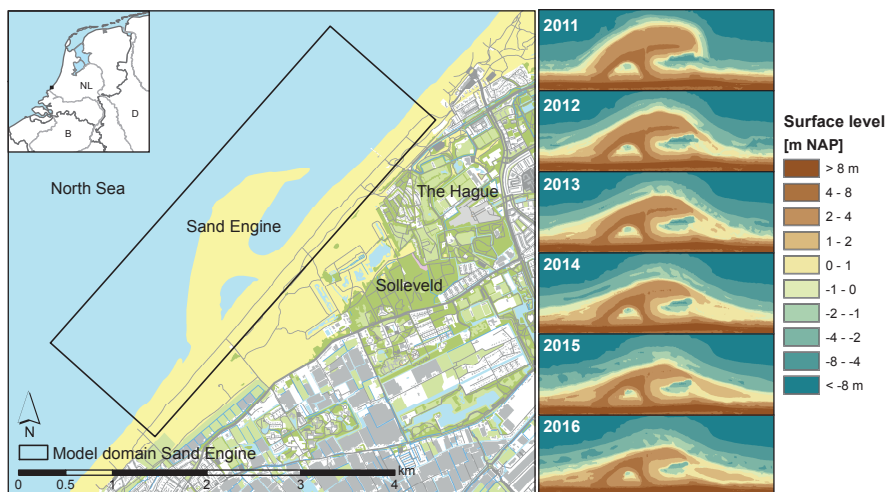 NL
B
D
North Sea
The Hague
Sand Engine
Solleveld
N
Model domain Sand Engine
km
0 0.5 1 2 3 4
2011
2012
2013
2014
2015
2016
Surface level
[m NAP]
> 8 m
4 - 8
2 - 4
1 - 2
0 - 1
-1 - 0
-2 - -1
-4 - -2
-8 - -4
< -8 m